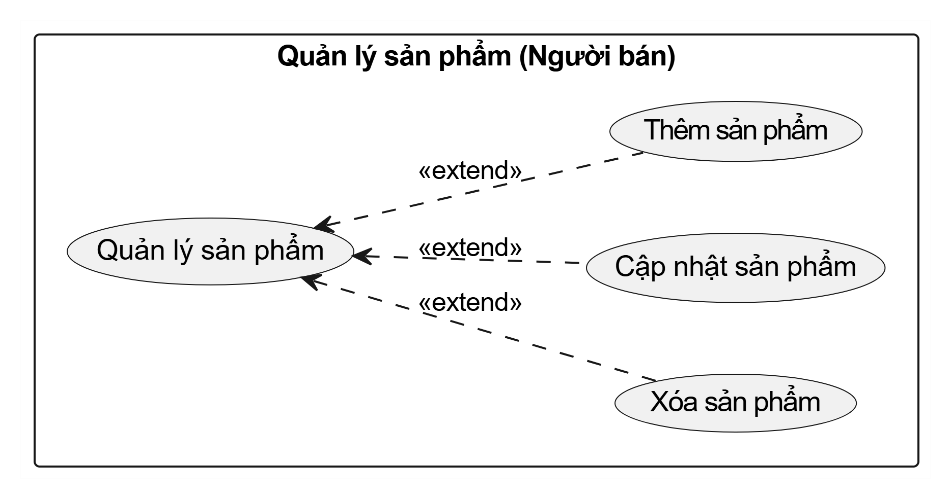 Quản lý sản phẩm (Người bán)
Thêm sản phẩm
«extend»
Quản lý sản phẩm
«extend»
Cập nhật sản phẩm
«extend»
Xóa sản phẩm